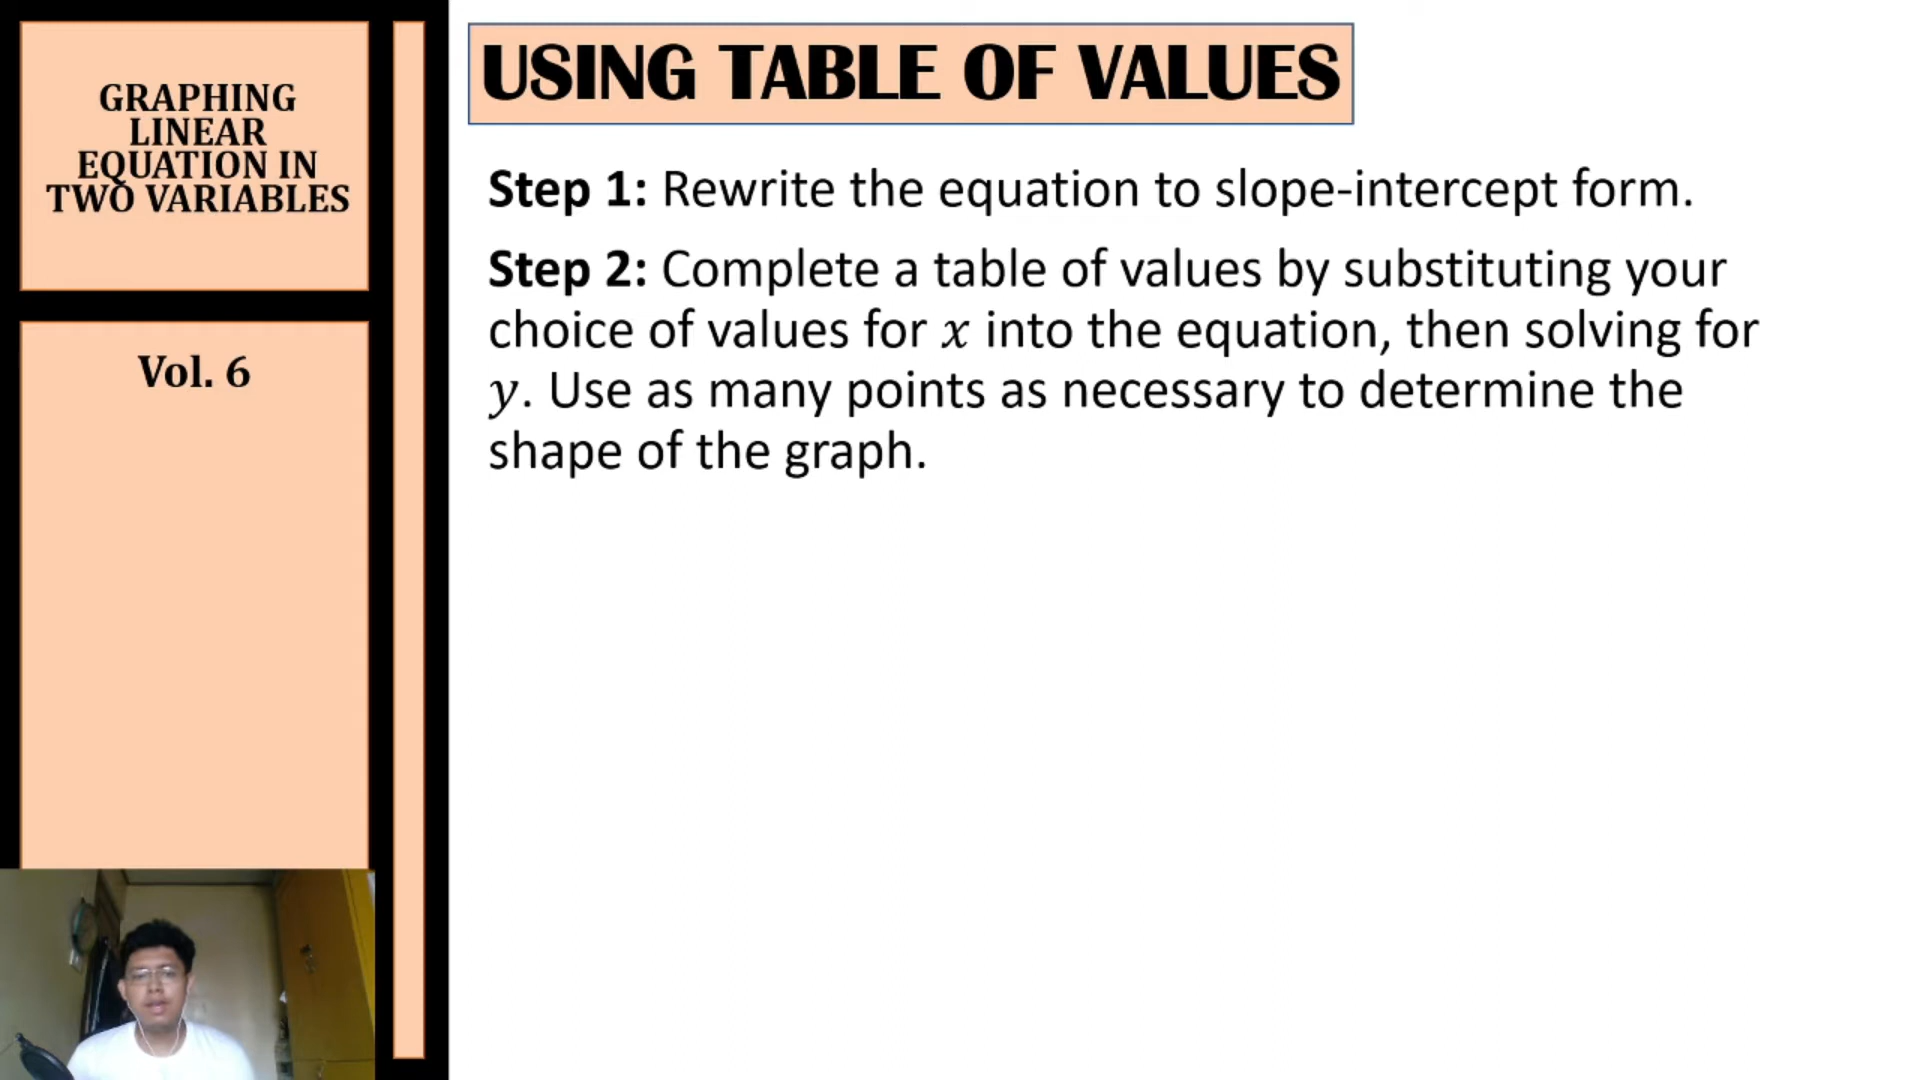 GRAPHING
LINEAR
EQUATION IN
TWO VARIABLES
Vol. 6
USING TABLE OF VALUES
Step 1: Rewrite the equation to slope-intercept form.
Step 2: Complete a table of values by substituting your
choice of values for x into the equation, then solving for
y. Use as many points as necessary to determine the
shape of the graph.